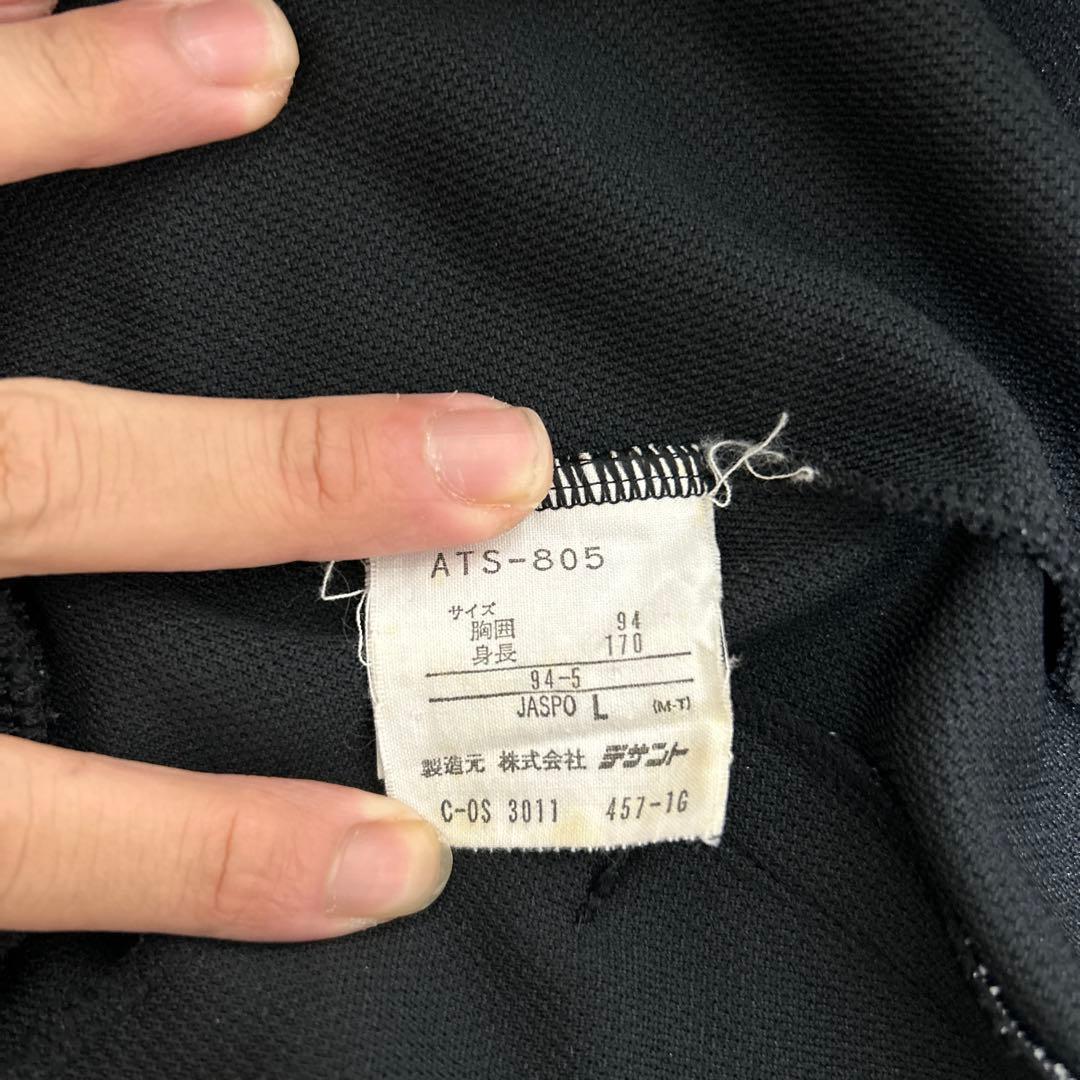 ATS-805
サイズ
胸囲 94
身長 170
94-5
JASPO L (M-T)
製造元 株式会社 デサント
C-OS 3011 457-1G